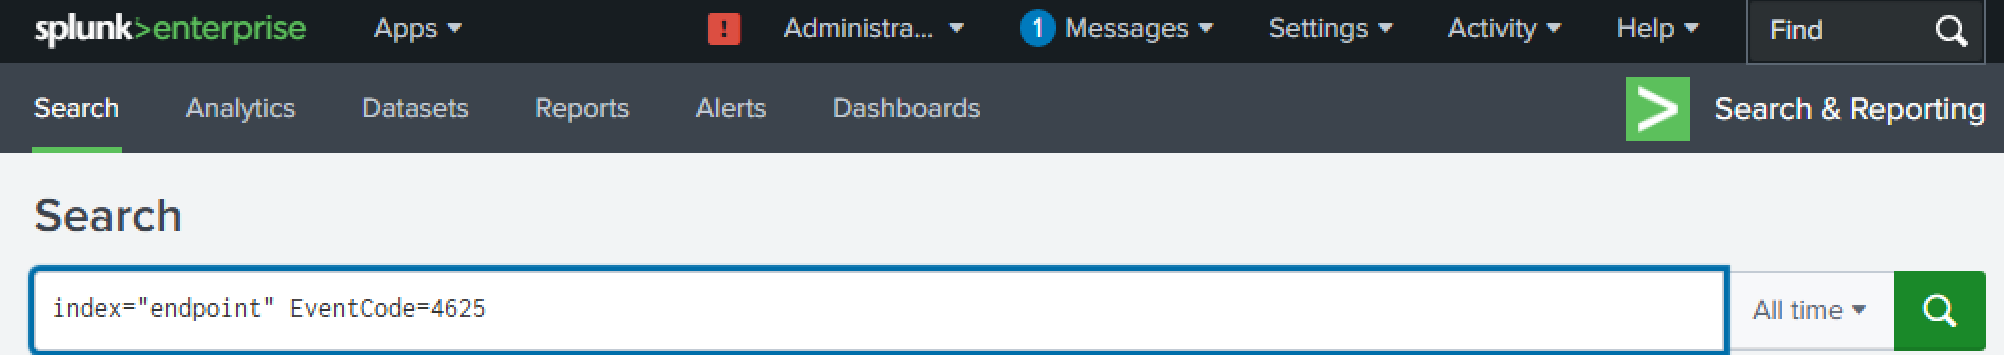 splunk>enterprise Apps ! Administra... 1 Messages Settings Activity Help Find
Search Analytics Datasets Reports Alerts Dashboards > Search & Reporting
Search
index="endpoint" EventCode=4625 All time